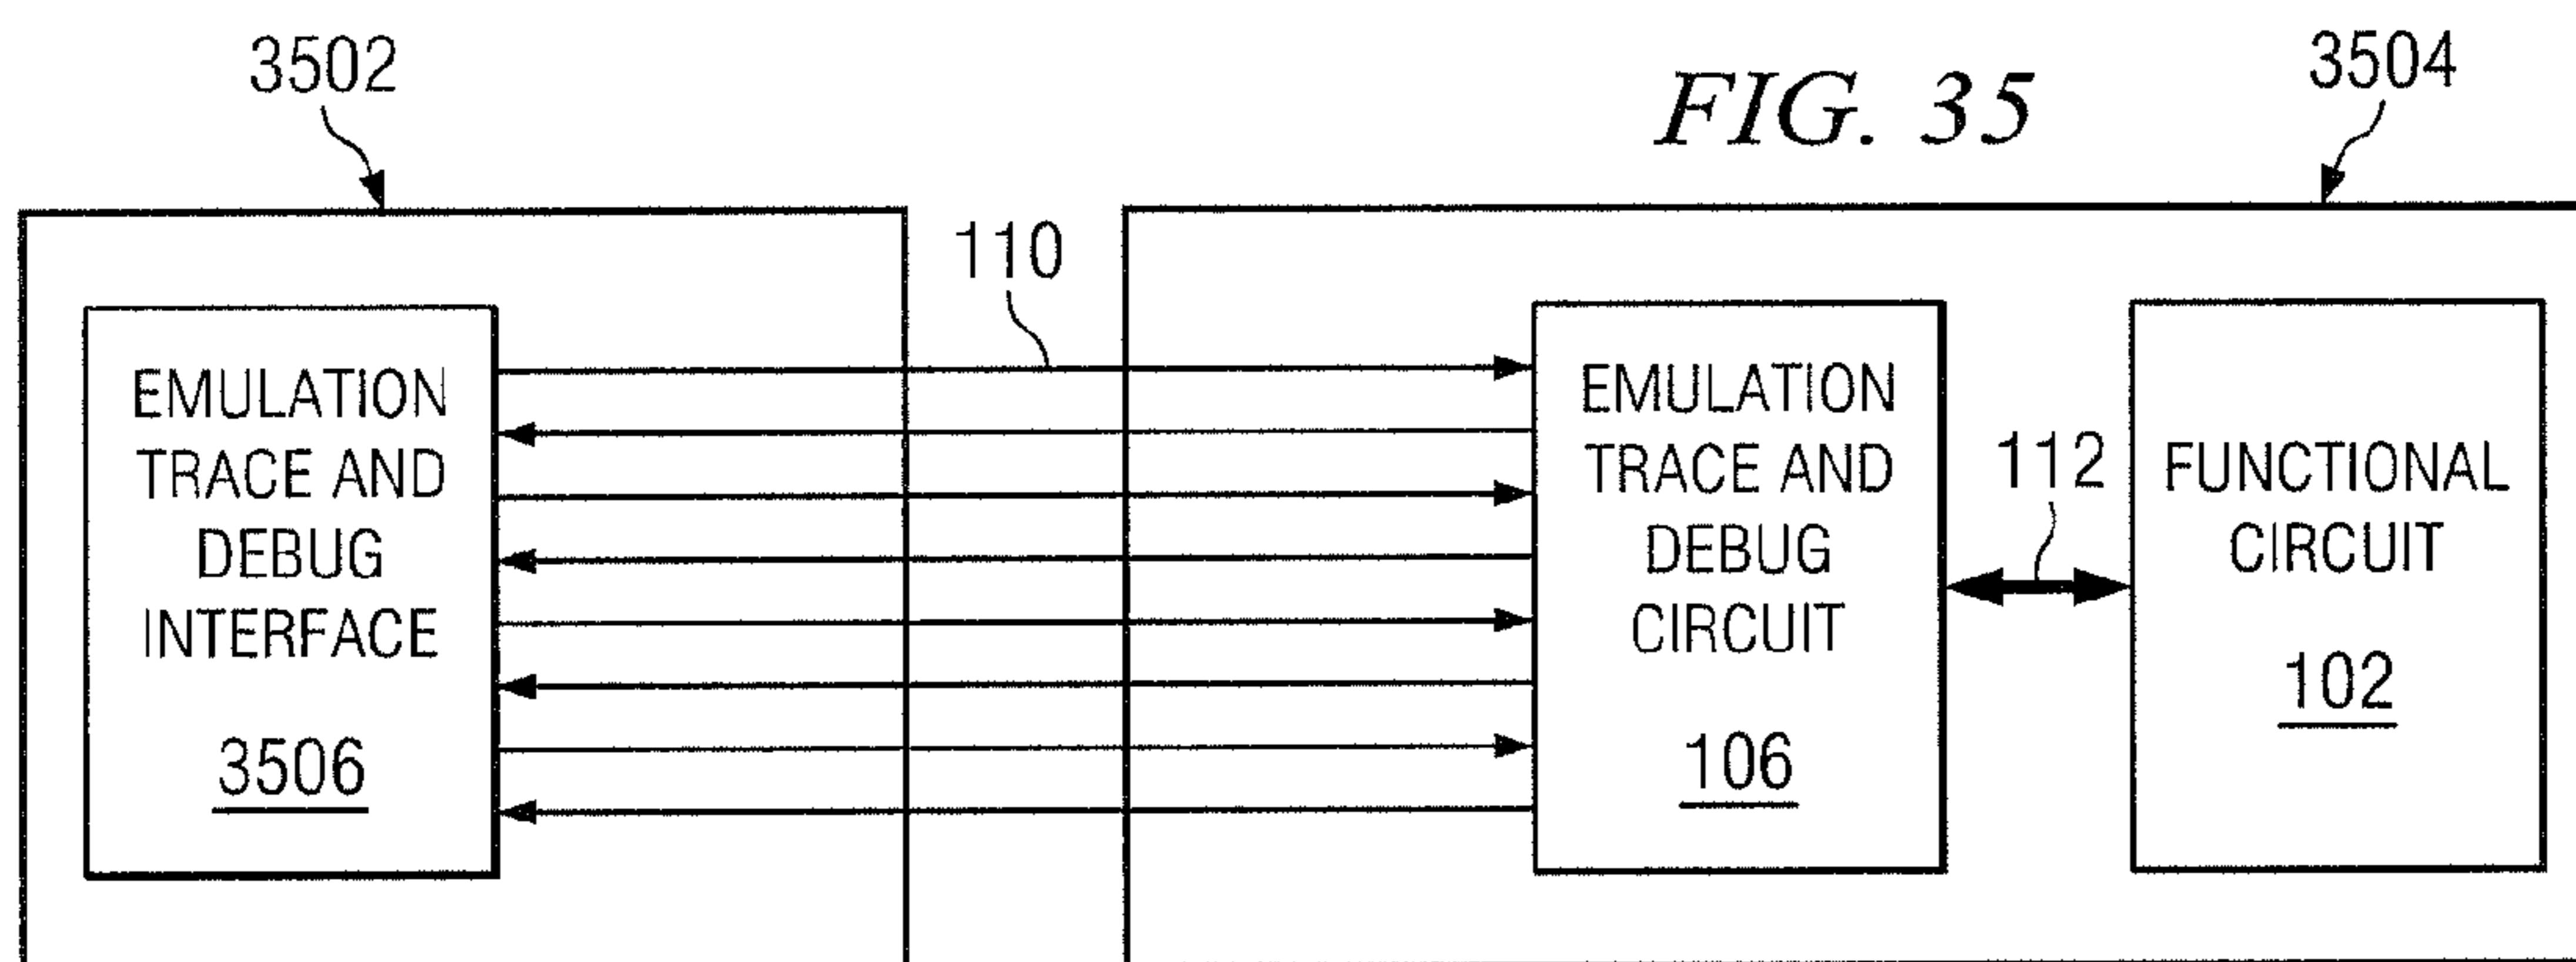 3502
FIG. 35
3504
110
EMULATION
TRACE AND
DEBUG
INTERFACE
3506
EMULATION
TRACE AND
DEBUG
CIRCUIT
106
112
FUNCTIONAL
CIRCUIT
102